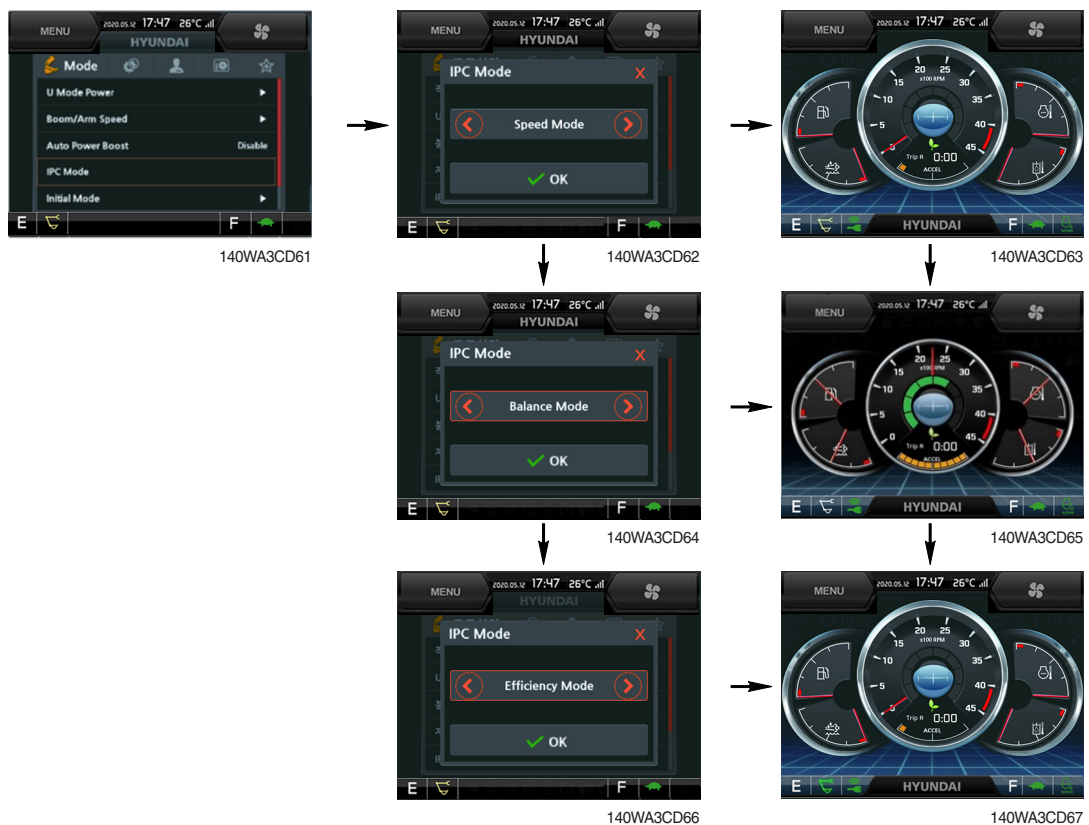 MENU
2020.05.12 17:47 26°C
HYUNDAI
Mode
U Mode Power
Boom/Arm Speed
Auto Power Boost Disable
IPC Mode
Initial Mode
E F
140WA3CD61
MENU
2020.05.12 17:47 26°C
HYUNDAI
IPC Mode X
Speed Mode
OK
E F
140WA3CD62
MENU
2020.05.12 17:47 26°C
20 25
x100 RPM
15 30
10 35
5 40
0 45
Trip A 0:00
ACCEL
E HYUNDAI F
140WA3CD63
MENU
2020.05.12 17:47 26°C
HYUNDAI
IPC Mode X
Balance Mode
OK
E F
140WA3CD64
MENU
2020.05.12 17:47 26°C
20 25
x100 RPM
15 30
10 35
5 40
0 45
Trip A 0:00
ACCEL
E HYUNDAI F
140WA3CD65
MENU
2020.05.12 17:47 26°C
HYUNDAI
IPC Mode X
Efficiency Mode
OK
E F
140WA3CD66
MENU
2020.05.12 17:47 26°C
20 25
x100 RPM
15 30
10 35
5 40
0 45
Trip A 0:00
ACCEL
E HYUNDAI F
140WA3CD67